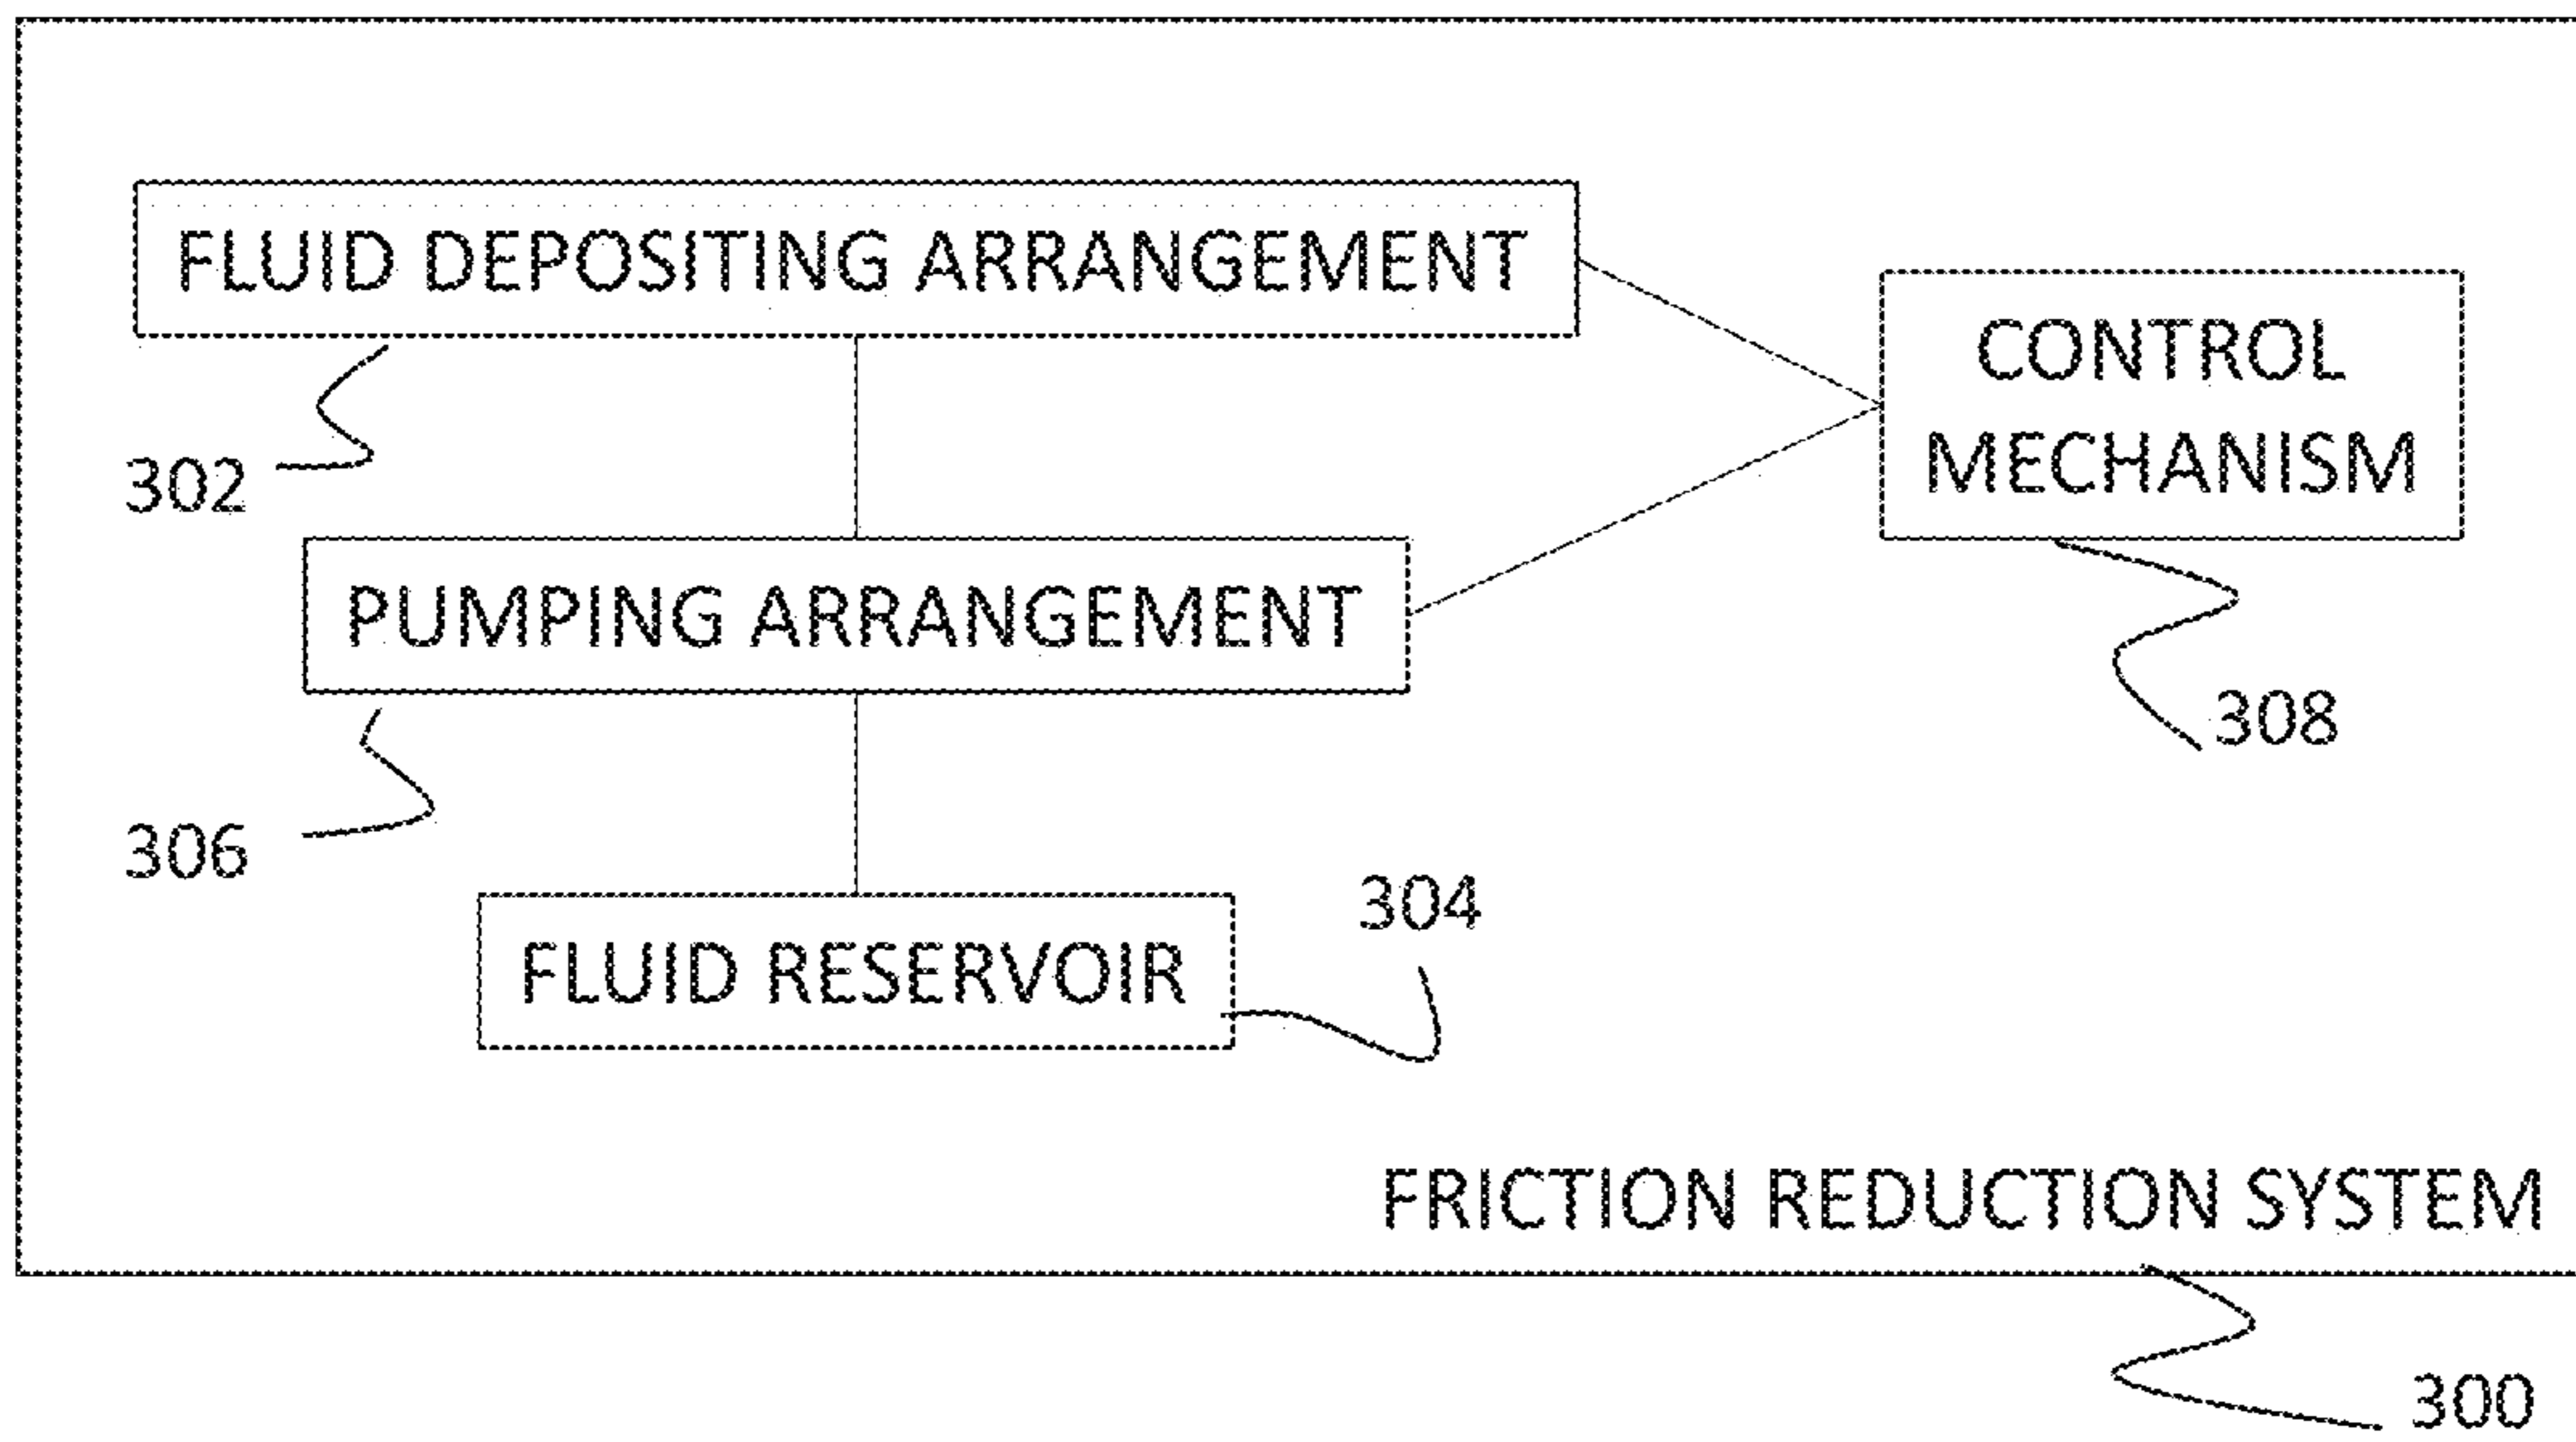 FLUID DEPOSITING ARRANGEMENT
CONTROL
MECHANISM
302
PUMPING ARRANGEMENT
308
306
304
FLUID RESERVOIR
FRICTION REDUCTION SYSTEM
300